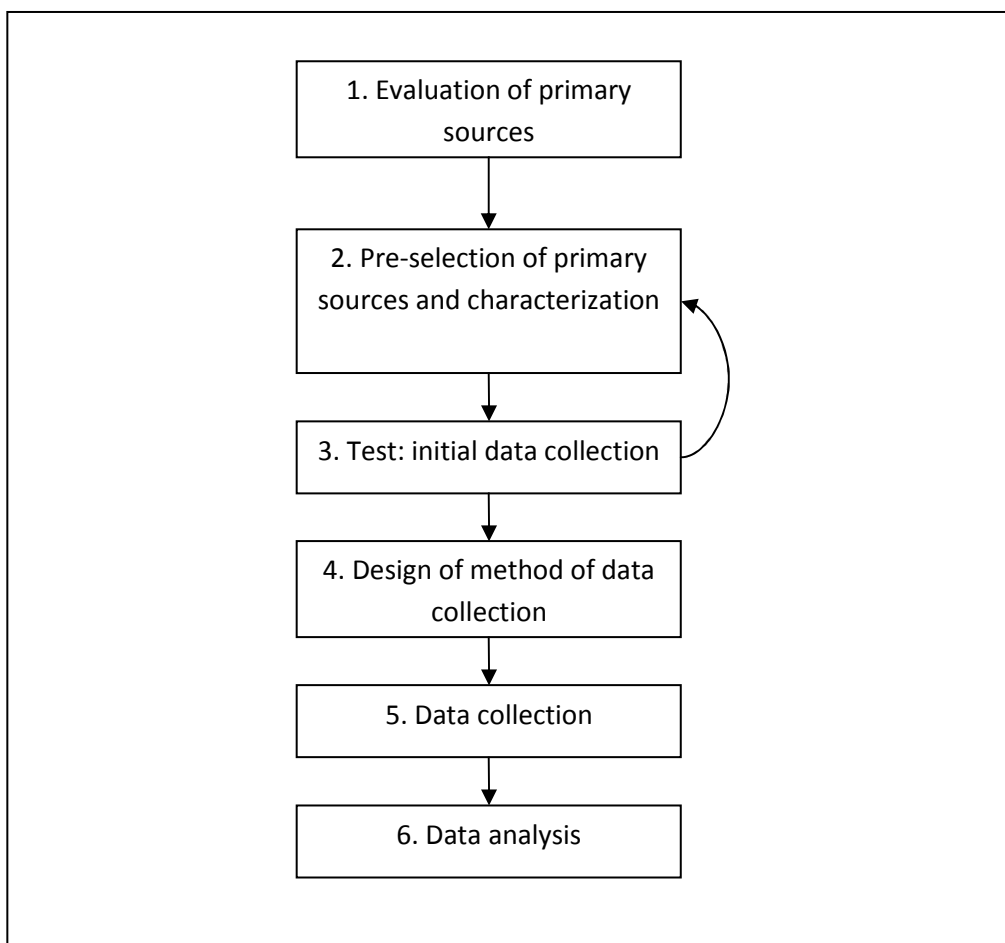 1. Evaluation of primary
sources
2. Pre-selection of primary
sources and characterization
3. Test: initial data collection
4. Design of method of data
collection
5. Data collection
6. Data analysis